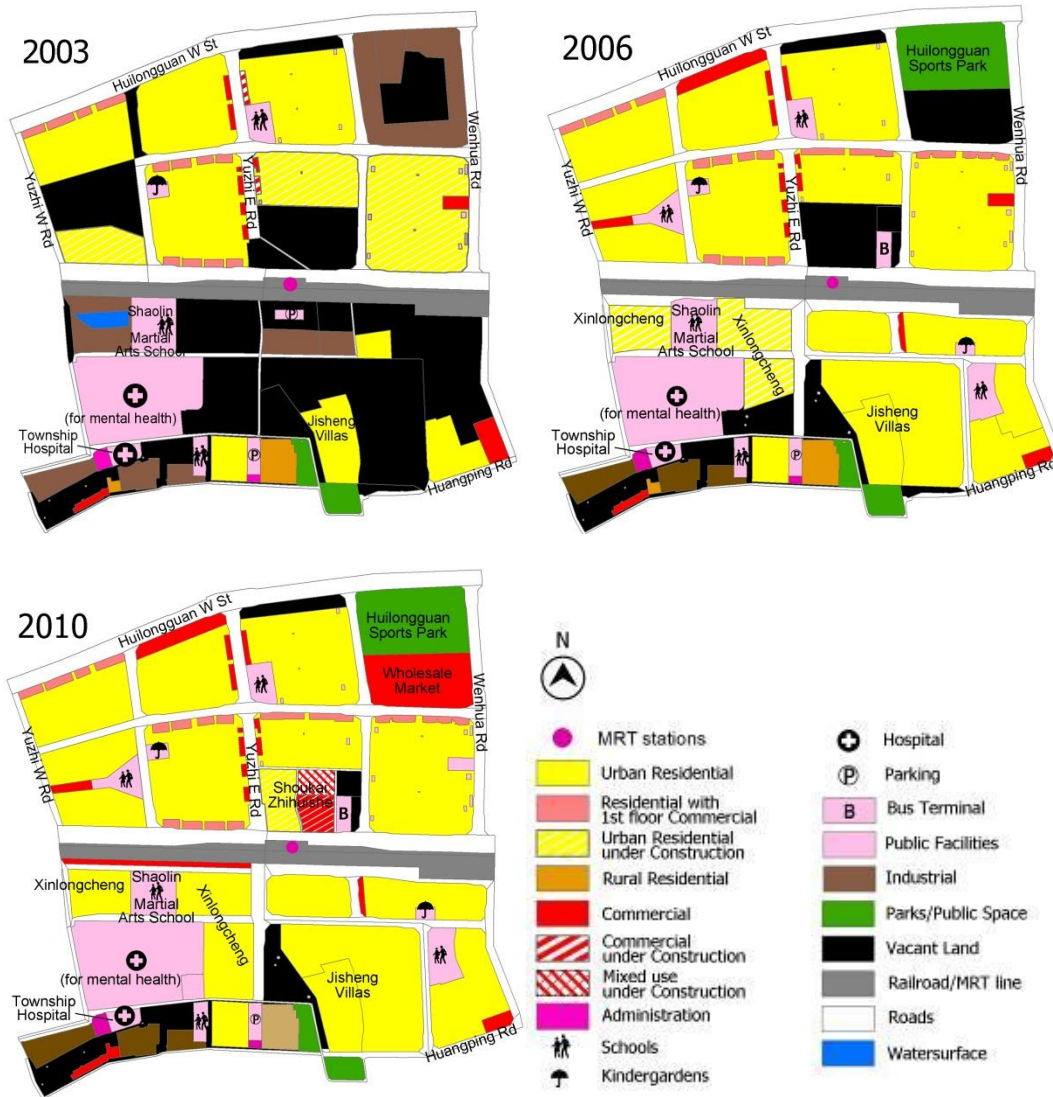 2003
Huilongguan W St
Wenhua Rd
Yuzhi W Rd
Yuzhi E Rd
P
Shaolin
Martial
Arts School
(for mental health)
Township
Hospital
Jisheng
Villas
P
Huangping Rd
2006
Huilongguan W St
Huilongguan
Sports Park
Wenhua Rd
Yuzhi W Rd
Yuzhi E Rd
B
Xinlongcheng
Shaolin
Martial
Arts School
Xinlongcheng
(for mental health)
Township
Hospital
Jisheng
Villas
P
Huangping Rd
2010
Huilongguan W St
Huilongguan
Sports Park
Wholesale
Market
Wenhua Rd
Yuzhi W Rd
Yuzhi E Rd
Shoukai
Zhihuishe
B
Xinlongcheng
Shaolin
Martial
Arts School
Xinlongcheng
(for mental health)
Township
Hospital
Jisheng
Villas
P
Huangping Rd
N
MRT stations
Urban Residential
Residential with
1st floor Commercial
Urban Residential
under Construction
Rural Residential
Commercial
Commercial
under Construction
Mixed use
under Construction
Administration
Schools
Kindergardens
Hospital
P
Parking
B
Bus Terminal
Public Facilities
Industrial
Parks/Public Space
Vacant Land
Railroad/MRT line
Roads
Watersurface